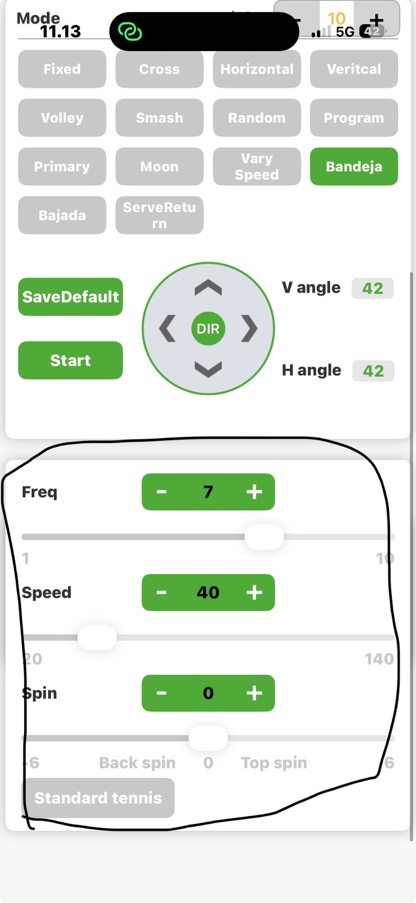 Mode
11.13
10 +
5G 42
Fixed Cross Horizontal Veritcal
Volley Smash Random Program
Primary Moon Vary Speed Bandeja
Bajada ServeRetu
rn
SaveDefault
DIR
V angle 42
Start
H angle 42
Freq - 7 +
1 10
Speed - 40 +
20 140
Spin - 0 +
-6 Back spin 0 Top spin 6
Standard tennis